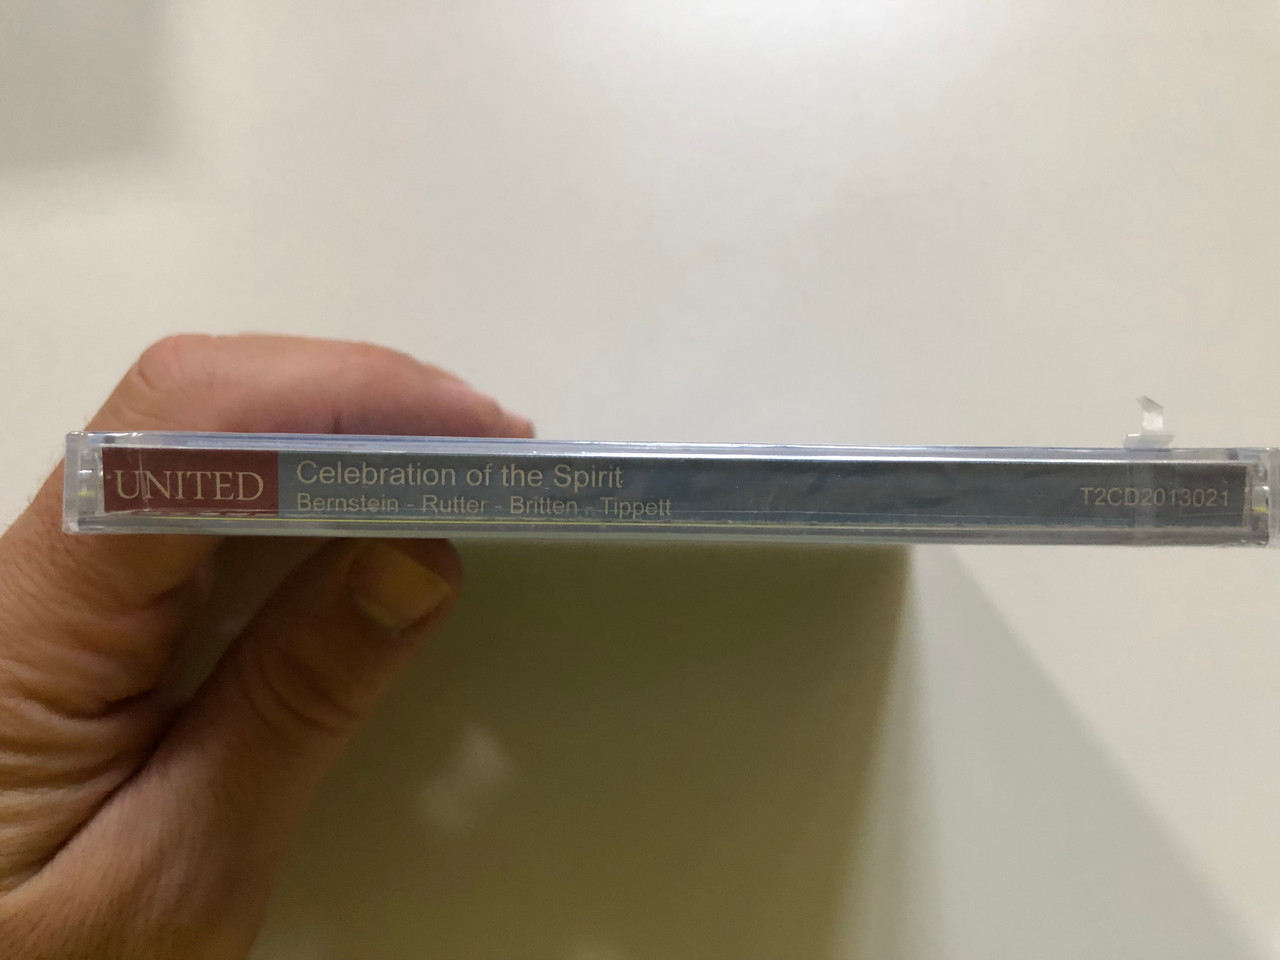 UNITED
Celebration of the Spirit
Bernstein - Rutter - Britten - Tippett
T2CD2013021